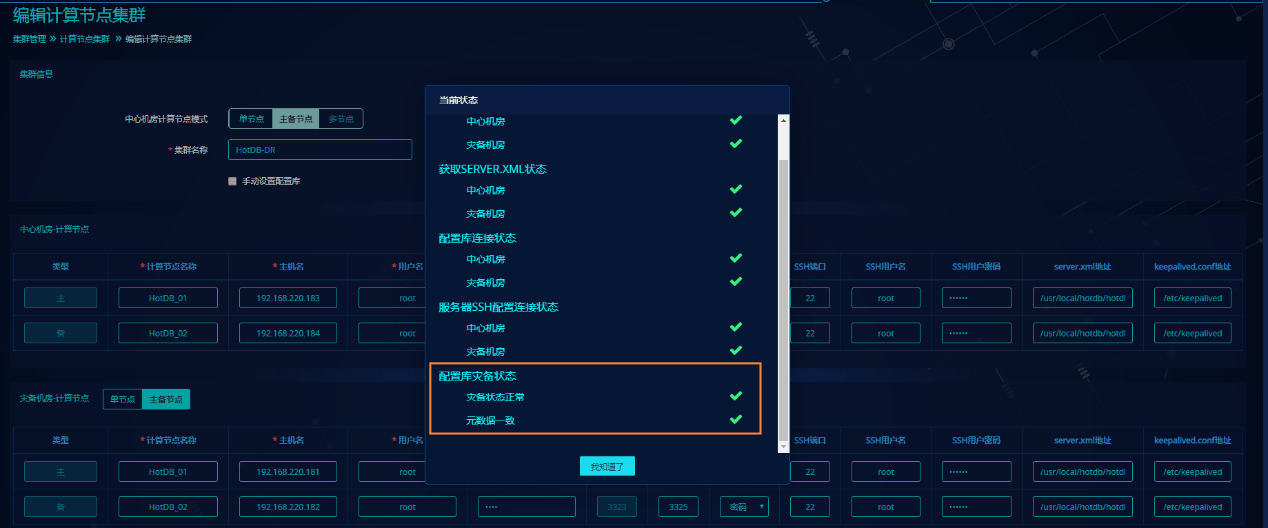 编辑计算节点集群
集群管理 » 计算节点集群 » 编辑计算节点集群
集群信息
中心机房计算节点模式 单节点 主备节点 多节点
* 集群名称 HotDB-DR
手动设置配置库
中心机房-计算节点
类型 * 计算节点名称 * 主机名 * 用户名 SSH端口 SSH用户名 SSH用户密码 server.xml地址 keepalived.conf地址
主 HotDB_01 192.168.220.183 root 22 root •••••• /usr/local/hotdb/hotdl /etc/keepalived
备 HotDB_02 192.168.220.184 root 22 root •••••• /usr/local/hotdb/hotdl /etc/keepalived
灾备机房-计算节点 单节点 主备节点
类型 * 计算节点名称 * 主机名 * 用户名 SSH端口 SSH用户名 SSH用户密码 server.xml地址 keepalived.conf地址
主 HotDB_01 192.168.220.181 root 22 root •••••• /usr/local/hotdb/hotdl /etc/keepalived
备 HotDB_02 192.168.220.182 root •••• 3323 3325 密码 22 root •••••• /usr/local/hotdb/hotdl /etc/keepalived
当前状态
中心机房
灾备机房
获取SERVER.XML状态
中心机房
灾备机房
配置库连接状态
中心机房
灾备机房
服务器SSH配置连接状态
中心机房
灾备机房
配置库灾备状态
灾备状态正常
元数据一致
我知道了